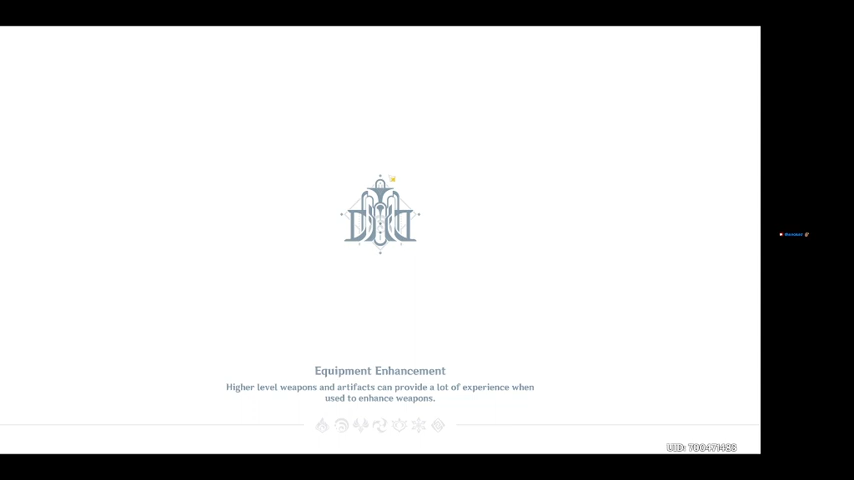 Equipment Enhancement
Higher level weapons and artifacts can provide a lot of experience when
used to enhance weapons.